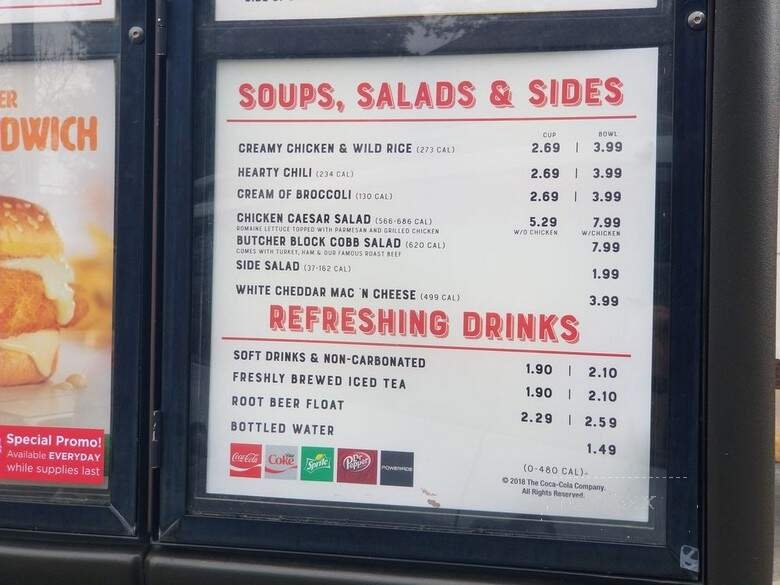 ER
DWICH
Special Promo!
Available EVERYDAY
while supplies last
SOUPS, SALADS & SIDES
CUP BOWL
CREAMY CHICKEN & WILD RICE (273 CAL) 2.69 | 3.99
HEARTY CHILI (234 CAL) 2.69 | 3.99
CREAM OF BROCCOLI (130 CAL) 2.69 | 3.99
CHICKEN CAESAR SALAD (566-686 CAL) 5.29 7.99
ROMAINE LETTUCE TOPPED WITH PARMESAN AND GRILLED CHICKEN W/O CHICKEN W/CHICKEN
BUTCHER BLOCK COBB SALAD (620 CAL) 7.99
COMES WITH TURKEY, HAM & OUR FAMOUS ROAST BEEF
SIDE SALAD (37-162 CAL) 1.99
WHITE CHEDDAR MAC 'N CHEESE (499 CAL) 3.99
REFRESHING DRINKS
SOFT DRINKS & NON-CARBONATED 1.90 | 2.10
FRESHLY BREWED ICED TEA 1.90 | 2.10
ROOT BEER FLOAT 2.29 | 2.59
BOTTLED WATER 1.49
Coca-Cola Diet Coke Sprite Dr Pepper POWERADE
(0-480 CAL)
© 2018 The Coca-Cola Company.
All Rights Reserved.